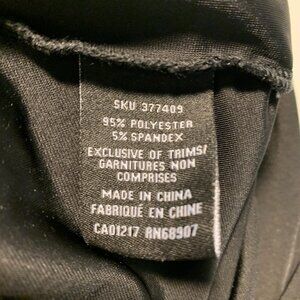 SKU 377409
95% POLYESTER
5% SPANDEX
EXCLUSIVE OF TRIMS/
GARNITURES NON
COMPRISES
MADE IN CHINA
FABRIQUÉ EN CHINE
CA01217 RN68907